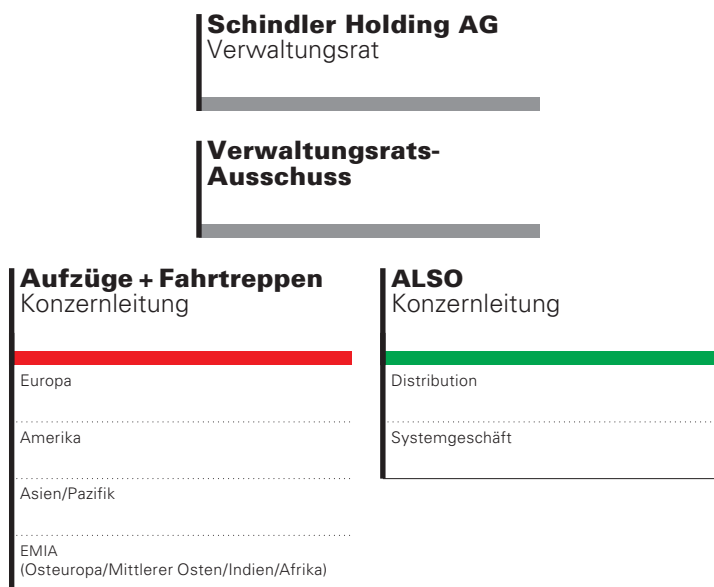 Schindler Holding AG
Verwaltungsrat
Verwaltungsrats-
Ausschuss
Aufzüge + Fahrtreppen
Konzernleitung
Europa
Amerika
Asien/Pazifik
EMIA
(Osteuropa/Mittlerer Osten/Indien/Afrika)
ALSO
Konzernleitung
Distribution
Systemgeschäft